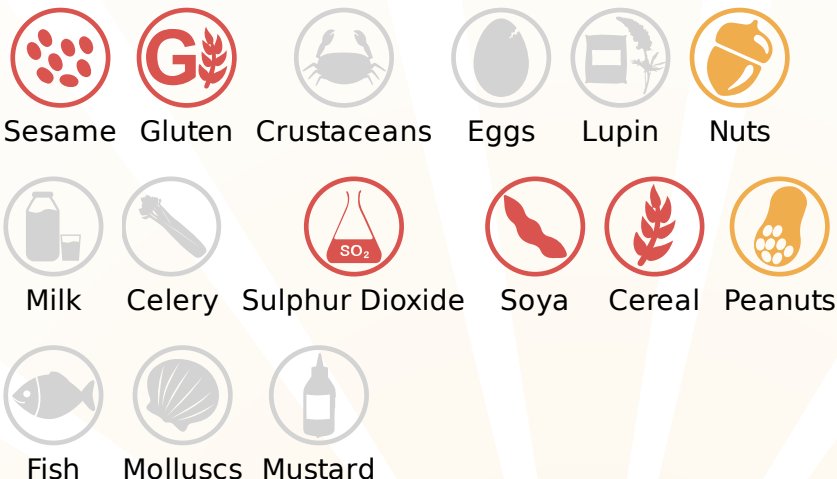 G
Sesame Gluten Crustaceans Eggs Lupin Nuts
SO₂
Milk Celery Sulphur Dioxide Soya Cereal Peanuts
Fish Molluscs Mustard